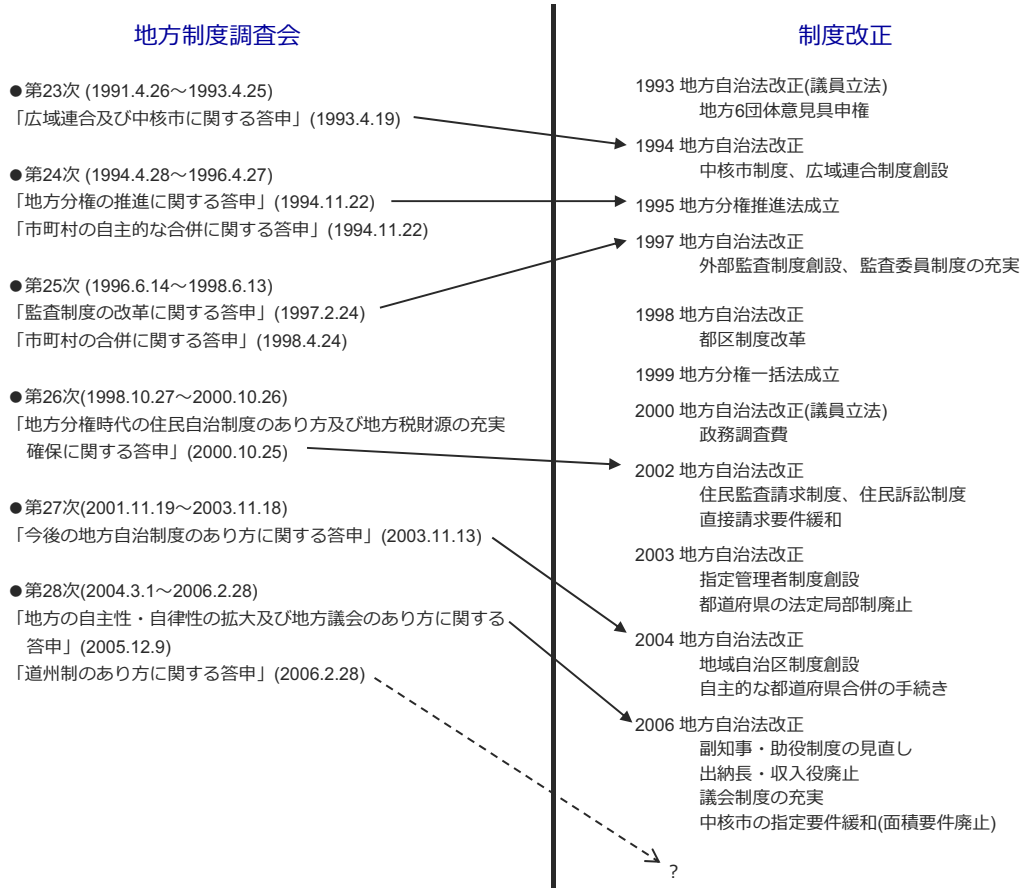 地方制度調査会
●第23次 (1991.4.26～1993.4.25)
「広域連合及び中核市に関する答申」(1993.4.19)
●第24次 (1994.4.28～1996.4.27)
「地方分権の推進に関する答申」(1994.11.22)
「市町村の自主的な合併に関する答申」(1994.11.22)
●第25次 (1996.6.14～1998.6.13)
「監査制度の改革に関する答申」(1997.2.24)
「市町村の合併に関する答申」(1998.4.24)
●第26次(1998.10.27～2000.10.26)
「地方分権時代の住民自治制度のあり方及び地方税財源の充実
確保に関する答申」(2000.10.25)
●第27次(2001.11.19～2003.11.18)
「今後の地方自治制度のあり方に関する答申」(2003.11.13)
●第28次(2004.3.1～2006.2.28)
「地方の自主性・自律性の拡大及び地方議会のあり方に関する
答申」(2005.12.9)
「道州制のあり方に関する答申」(2006.2.28)
制度改正
1993 地方自治法改正(議員立法)
地方6団体意見具申権
1994 地方自治法改正
中核市制度、広域連合制度創設
1995 地方分権推進法成立
1997 地方自治法改正
外部監査制度創設、監査委員制度の充実
1998 地方自治法改正
都区制度改革
1999 地方分権一括法成立
2000 地方自治法改正(議員立法)
政務調査費
2002 地方自治法改正
住民監査請求制度、住民訴訟制度
直接請求要件緩和
2003 地方自治法改正
指定管理者制度創設
都道府県の法定局部制廃止
2004 地方自治法改正
地域自治区制度創設
自主的な都道府県合併の手続き
2006 地方自治法改正
副知事・助役制度の見直し
出納長・収入役廃止
議会制度の充実
中核市の指定要件緩和(面積要件廃止)
?